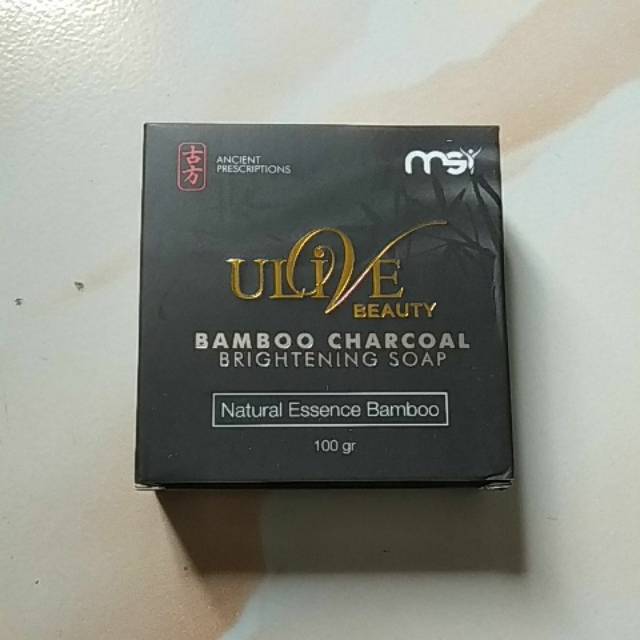 古方
ANCIENT
PRESCRIPTIONS
msi
ULIVE
BEAUTY
BAMBOO CHARCOAL
BRIGHTENING SOAP
Natural Essence Bamboo
100 gr